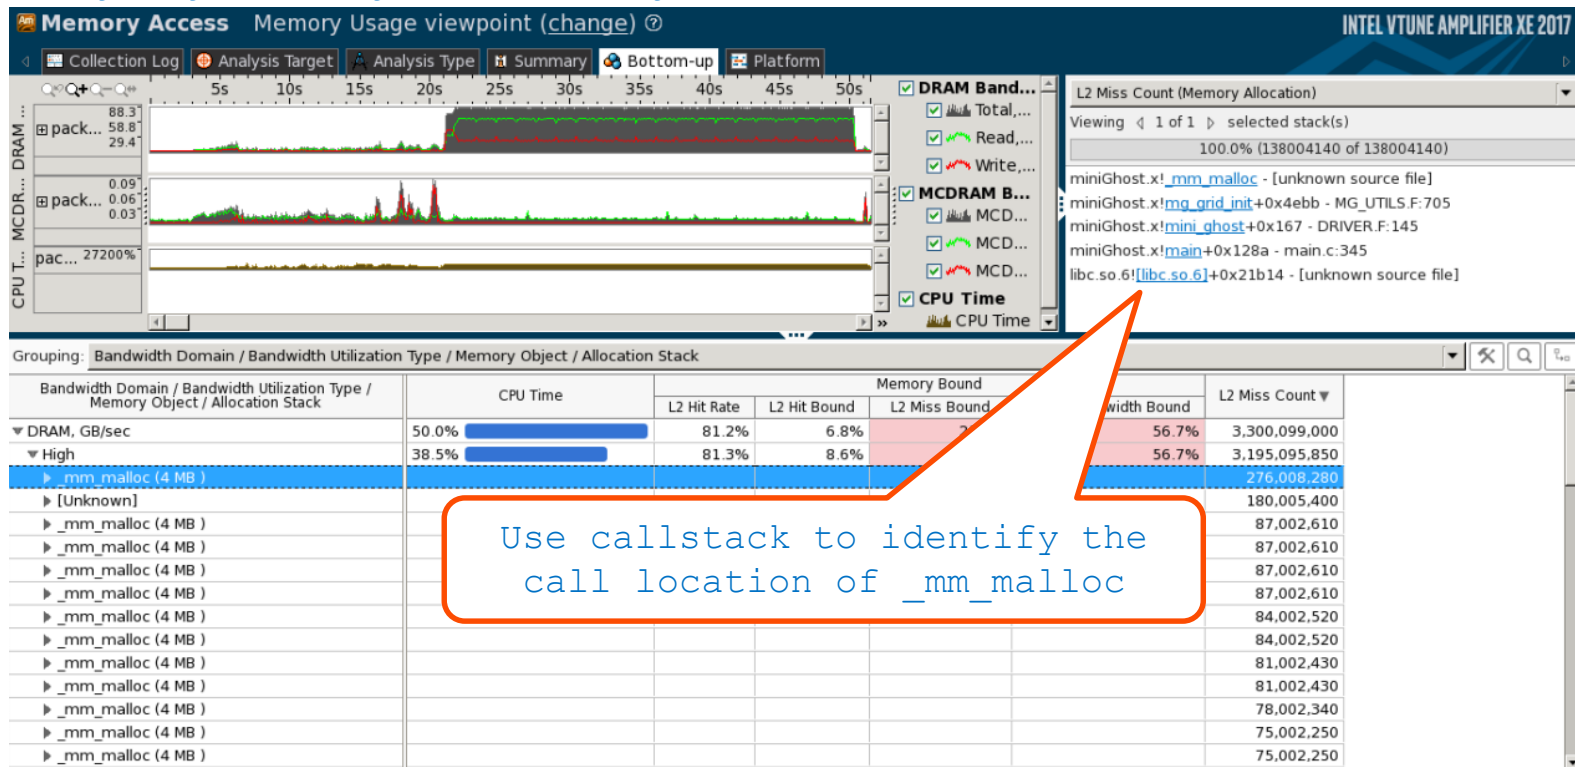 Memory Access Memory Usage viewpoint (change) ?
INTEL VTUNE AMPLIFIER XE 2017
Collection Log Analysis Target Analysis Type Summary Bottom-up Platform
5s 10s 15s 20s 25s 30s 35s 40s 45s 50s
DRAM ...
pack...
88.3
58.8
29.4
MCDR...
pack...
0.09
0.06
0.03
CPU T...
pac... 27200%
DRAM Band...
Total,...
Read,...
Write,...
MCDRAM B...
MCD...
MCD...
MCD...
CPU Time
CPU Time
L2 Miss Count (Memory Allocation)
Viewing 1 of 1 selected stack(s)
100.0% (138004140 of 138004140)
miniGhost.x!_mm_malloc - [unknown source file]
miniGhost.x!mg_grid_init+0x4ebb - MG_UTILS.F:705
miniGhost.x!mini_ghost+0x167 - DRIVER.F:145
miniGhost.x!main+0x128a - main.c:345
libc.so.6![libc.so.6]+0x21b14 - [unknown source file]
Grouping: Bandwidth Domain / Bandwidth Utilization Type / Memory Object / Allocation Stack
Bandwidth Domain / Bandwidth Utilization Type /
Memory Object / Allocation Stack
CPU Time
Memory Bound
L2 Hit Rate L2 Hit Bound L2 Miss Bound width Bound
L2 Miss Count
DRAM, GB/sec 50.0% 81.2% 6.8% 56.7% 3,300,099,000
High 38.5% 81.3% 8.6% 56.7% 3,195,095,850
_mm_malloc (4 MB ) 276,008,280
[Unknown] 180,005,400
_mm_malloc (4 MB ) 87,002,610
_mm_malloc (4 MB ) 87,002,610
_mm_malloc (4 MB ) 87,002,610
_mm_malloc (4 MB ) 87,002,610
_mm_malloc (4 MB ) 84,002,520
_mm_malloc (4 MB ) 84,002,520
_mm_malloc (4 MB ) 81,002,430
_mm_malloc (4 MB ) 81,002,430
_mm_malloc (4 MB ) 78,002,340
_mm_malloc (4 MB ) 75,002,250
_mm_malloc (4 MB ) 75,002,250
Use callstack to identify the
call location of _mm_malloc